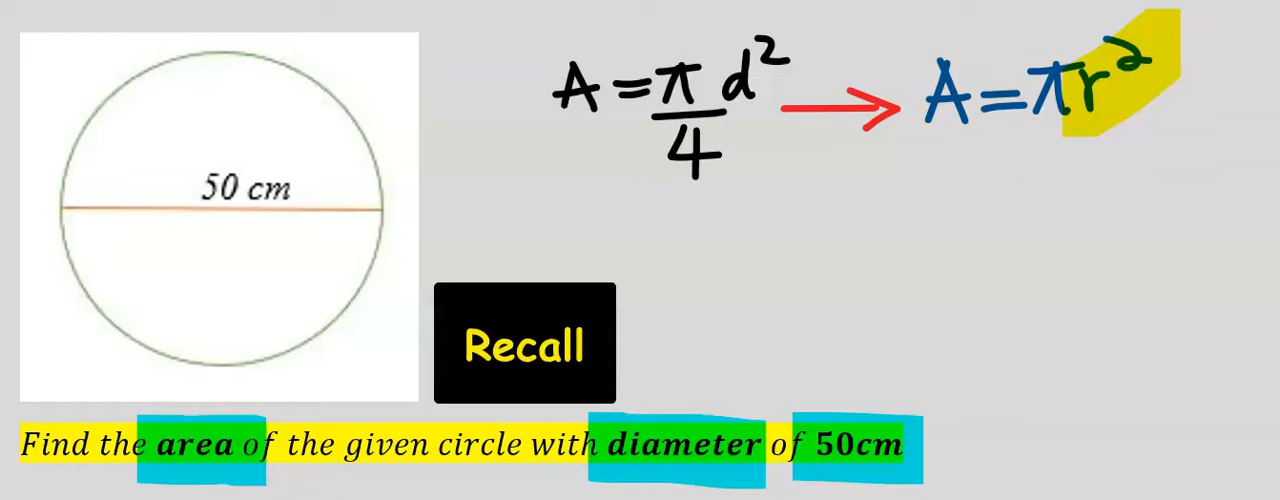 A = π/4 d² → A = πr²
50 cm
Recall
Find the area of the given circle with diameter of 50cm